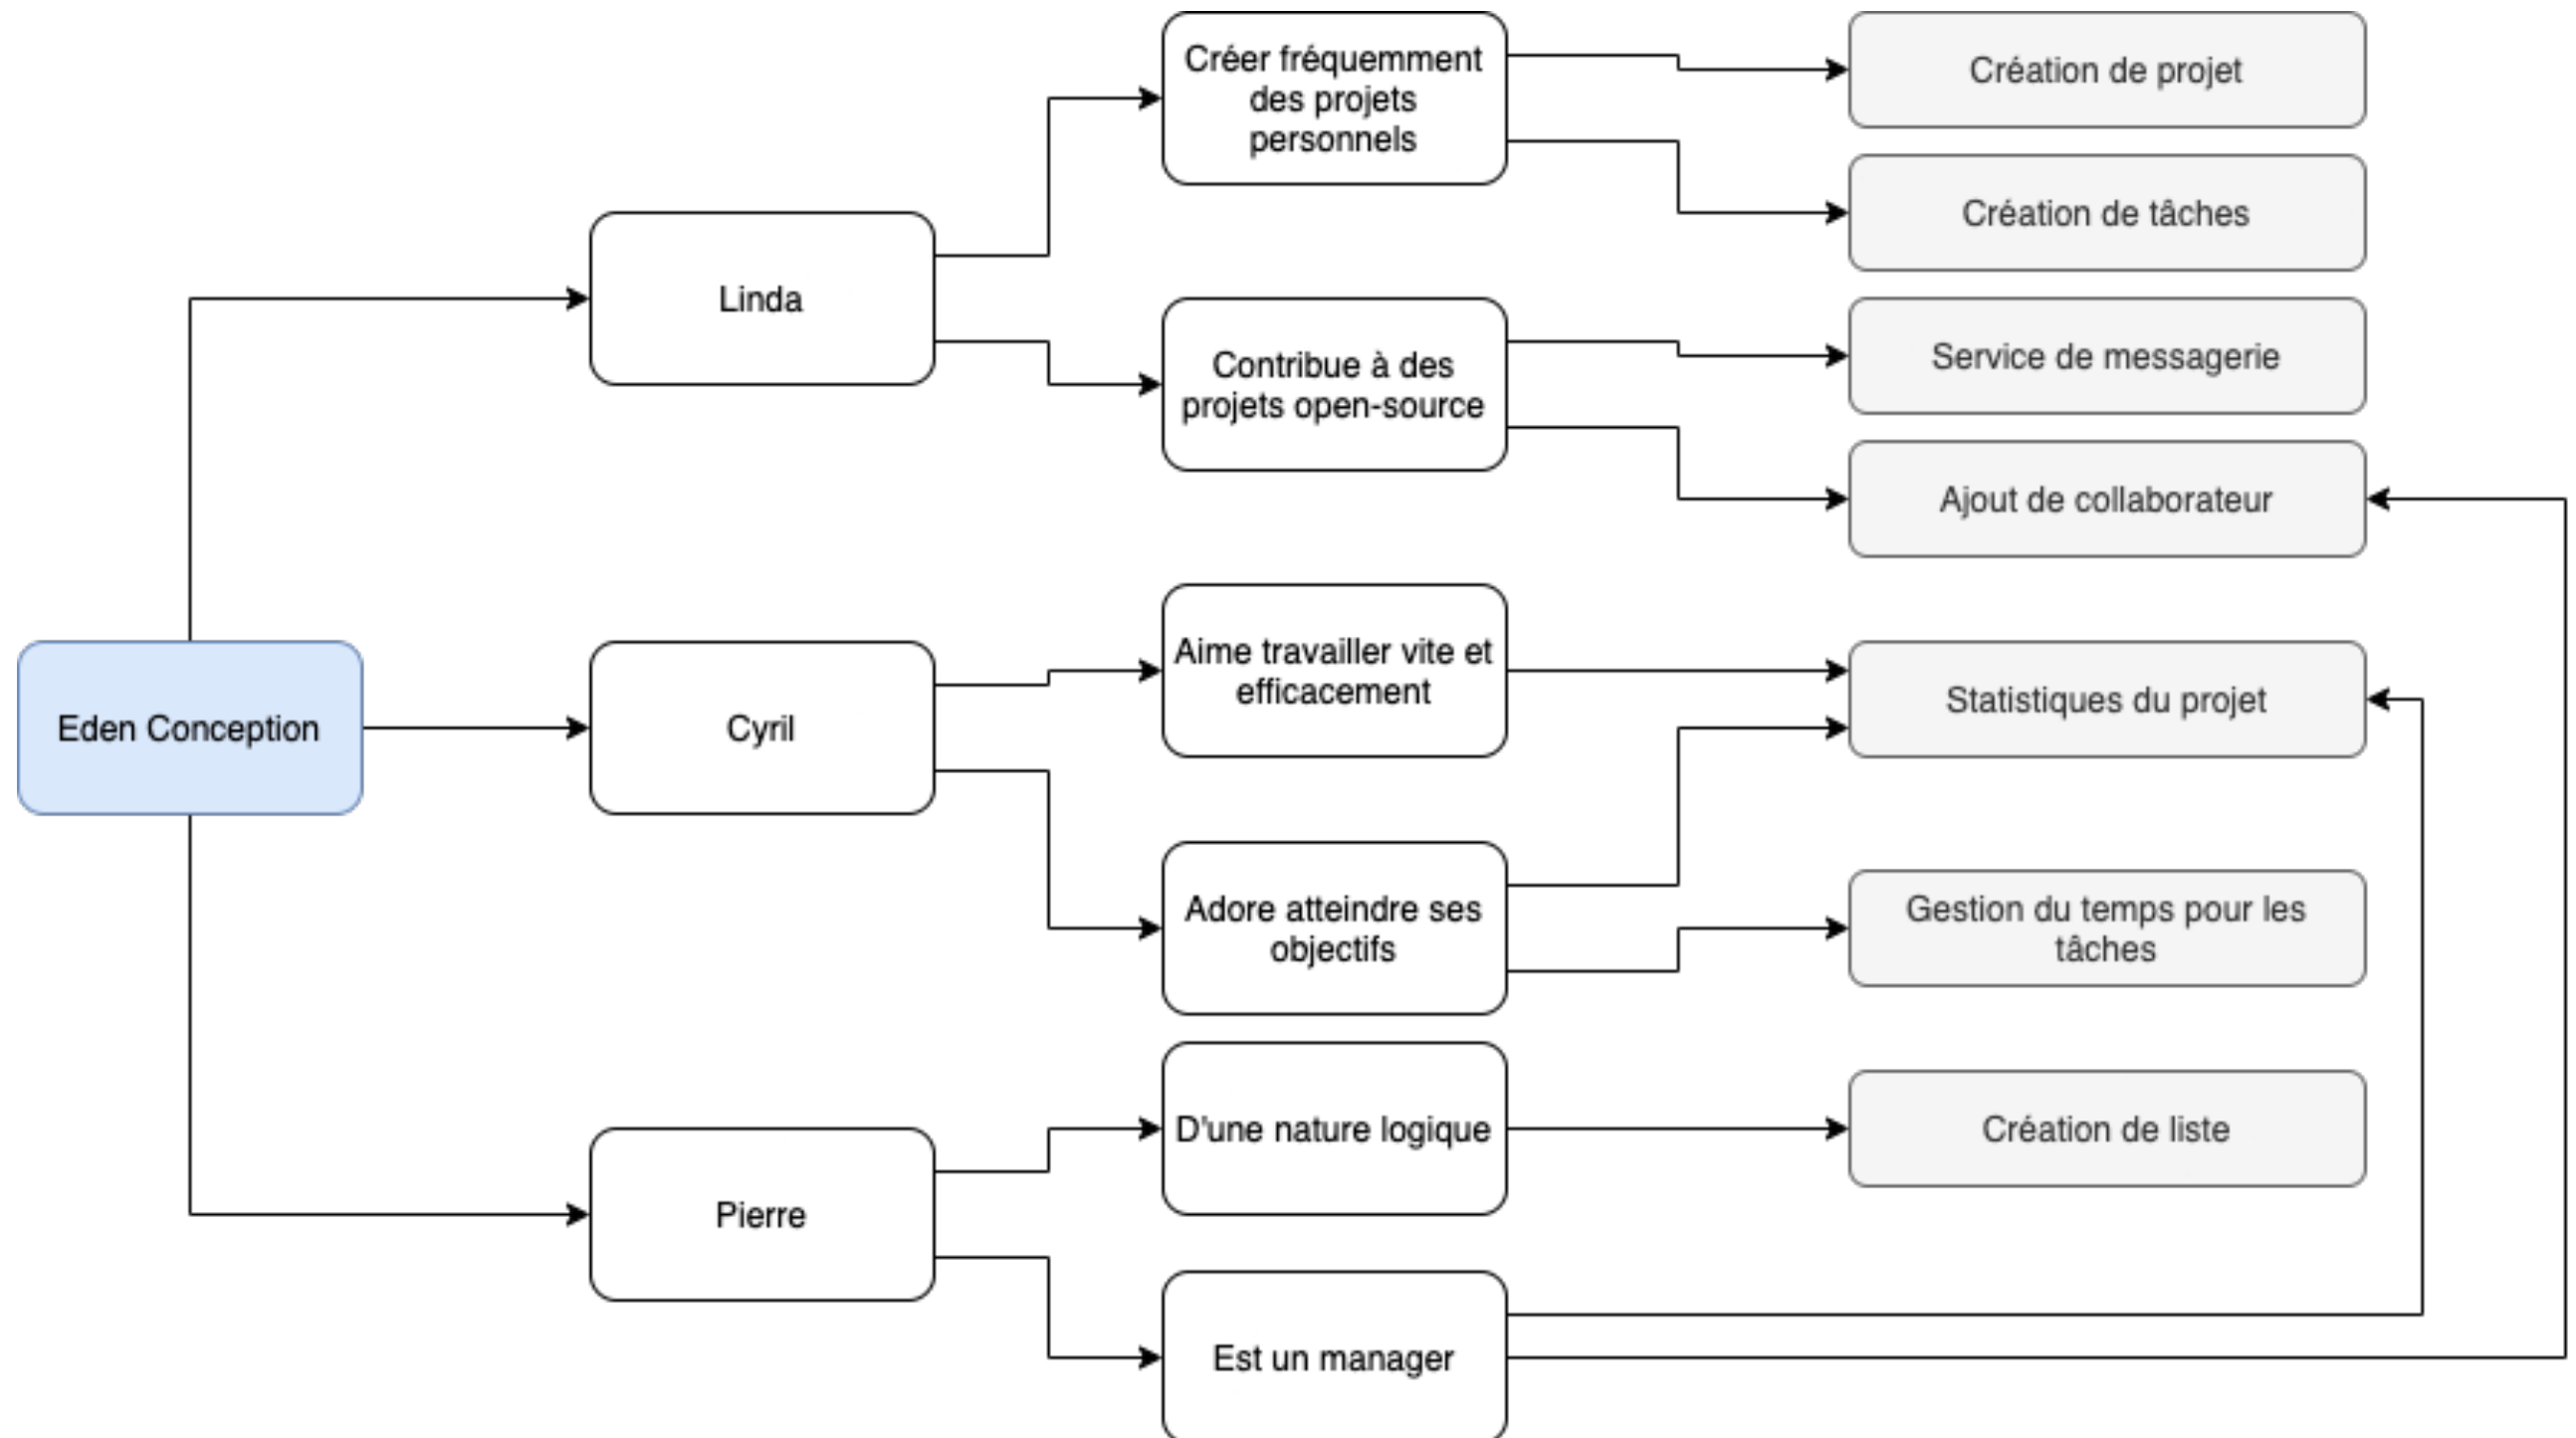 Créer fréquemment
des projets
personnels
Création de projet
Création de tâches
Linda
Contribue à des
projets open-source
Service de messagerie
Ajout de collaborateur
Eden Conception
Cyril
Aime travailler vite et
efficacement
Statistiques du projet
Adore atteindre ses
objectifs
Gestion du temps pour les
tâches
Pierre
D'une nature logique
Création de liste
Est un manager